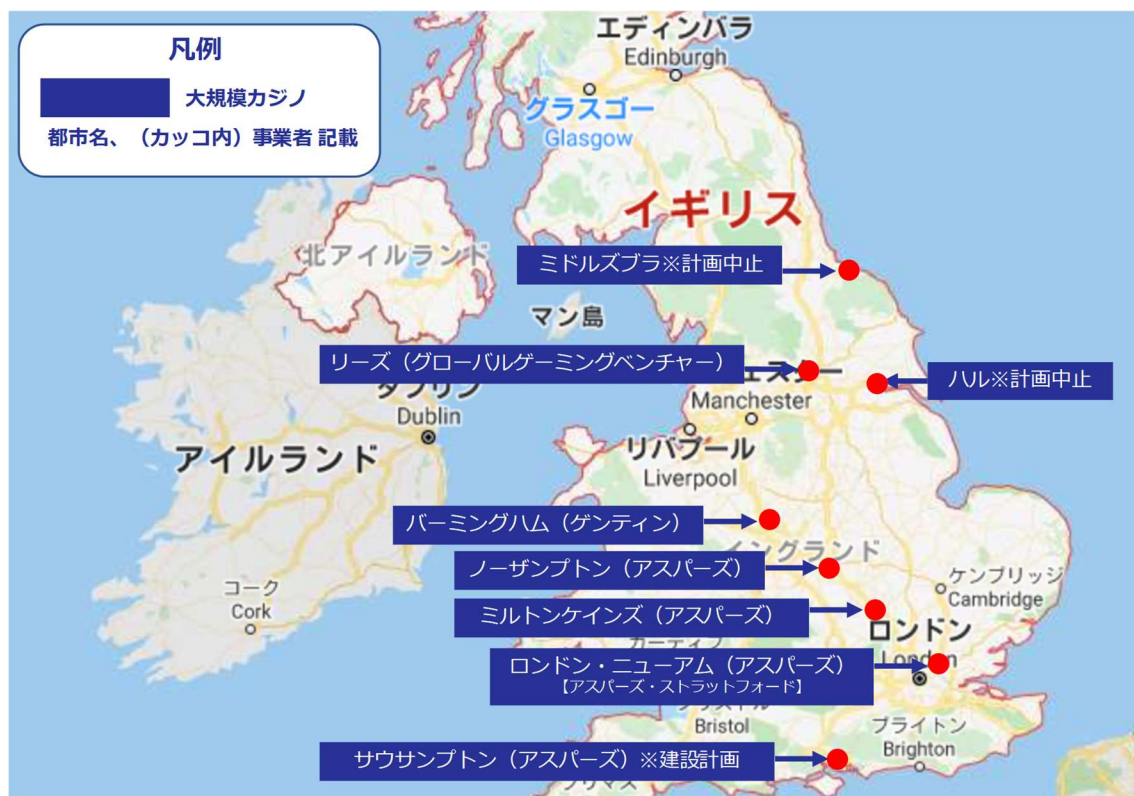 凡例
大規模カジノ
都市名、（カッコ内）事業者 記載
エディンバラ
Edinburgh
グラスゴー
Glasgow
イギリス
北アイルランド
ミドルズブラ※計画中止
マン島
リーズ（グローバルゲーミングベンチャー）
ハル※計画中止
ダブリン
Dublin
Manchester
アイルランド
リバプール
Liverpool
バーミングハム（ゲンティン）
イングランド
ノーザンプトン（アスパーズ）
ケンブリッジ
Cambridge
コーク
Cork
ミルトンケインズ（アスパーズ）
ロンドン
London
ロンドン・ニューアム（アスパーズ）
【アスパーズ・ストラットフォード】
Bristol
ブライトン
Brighton
サウサンプトン（アスパーズ）※建設計画